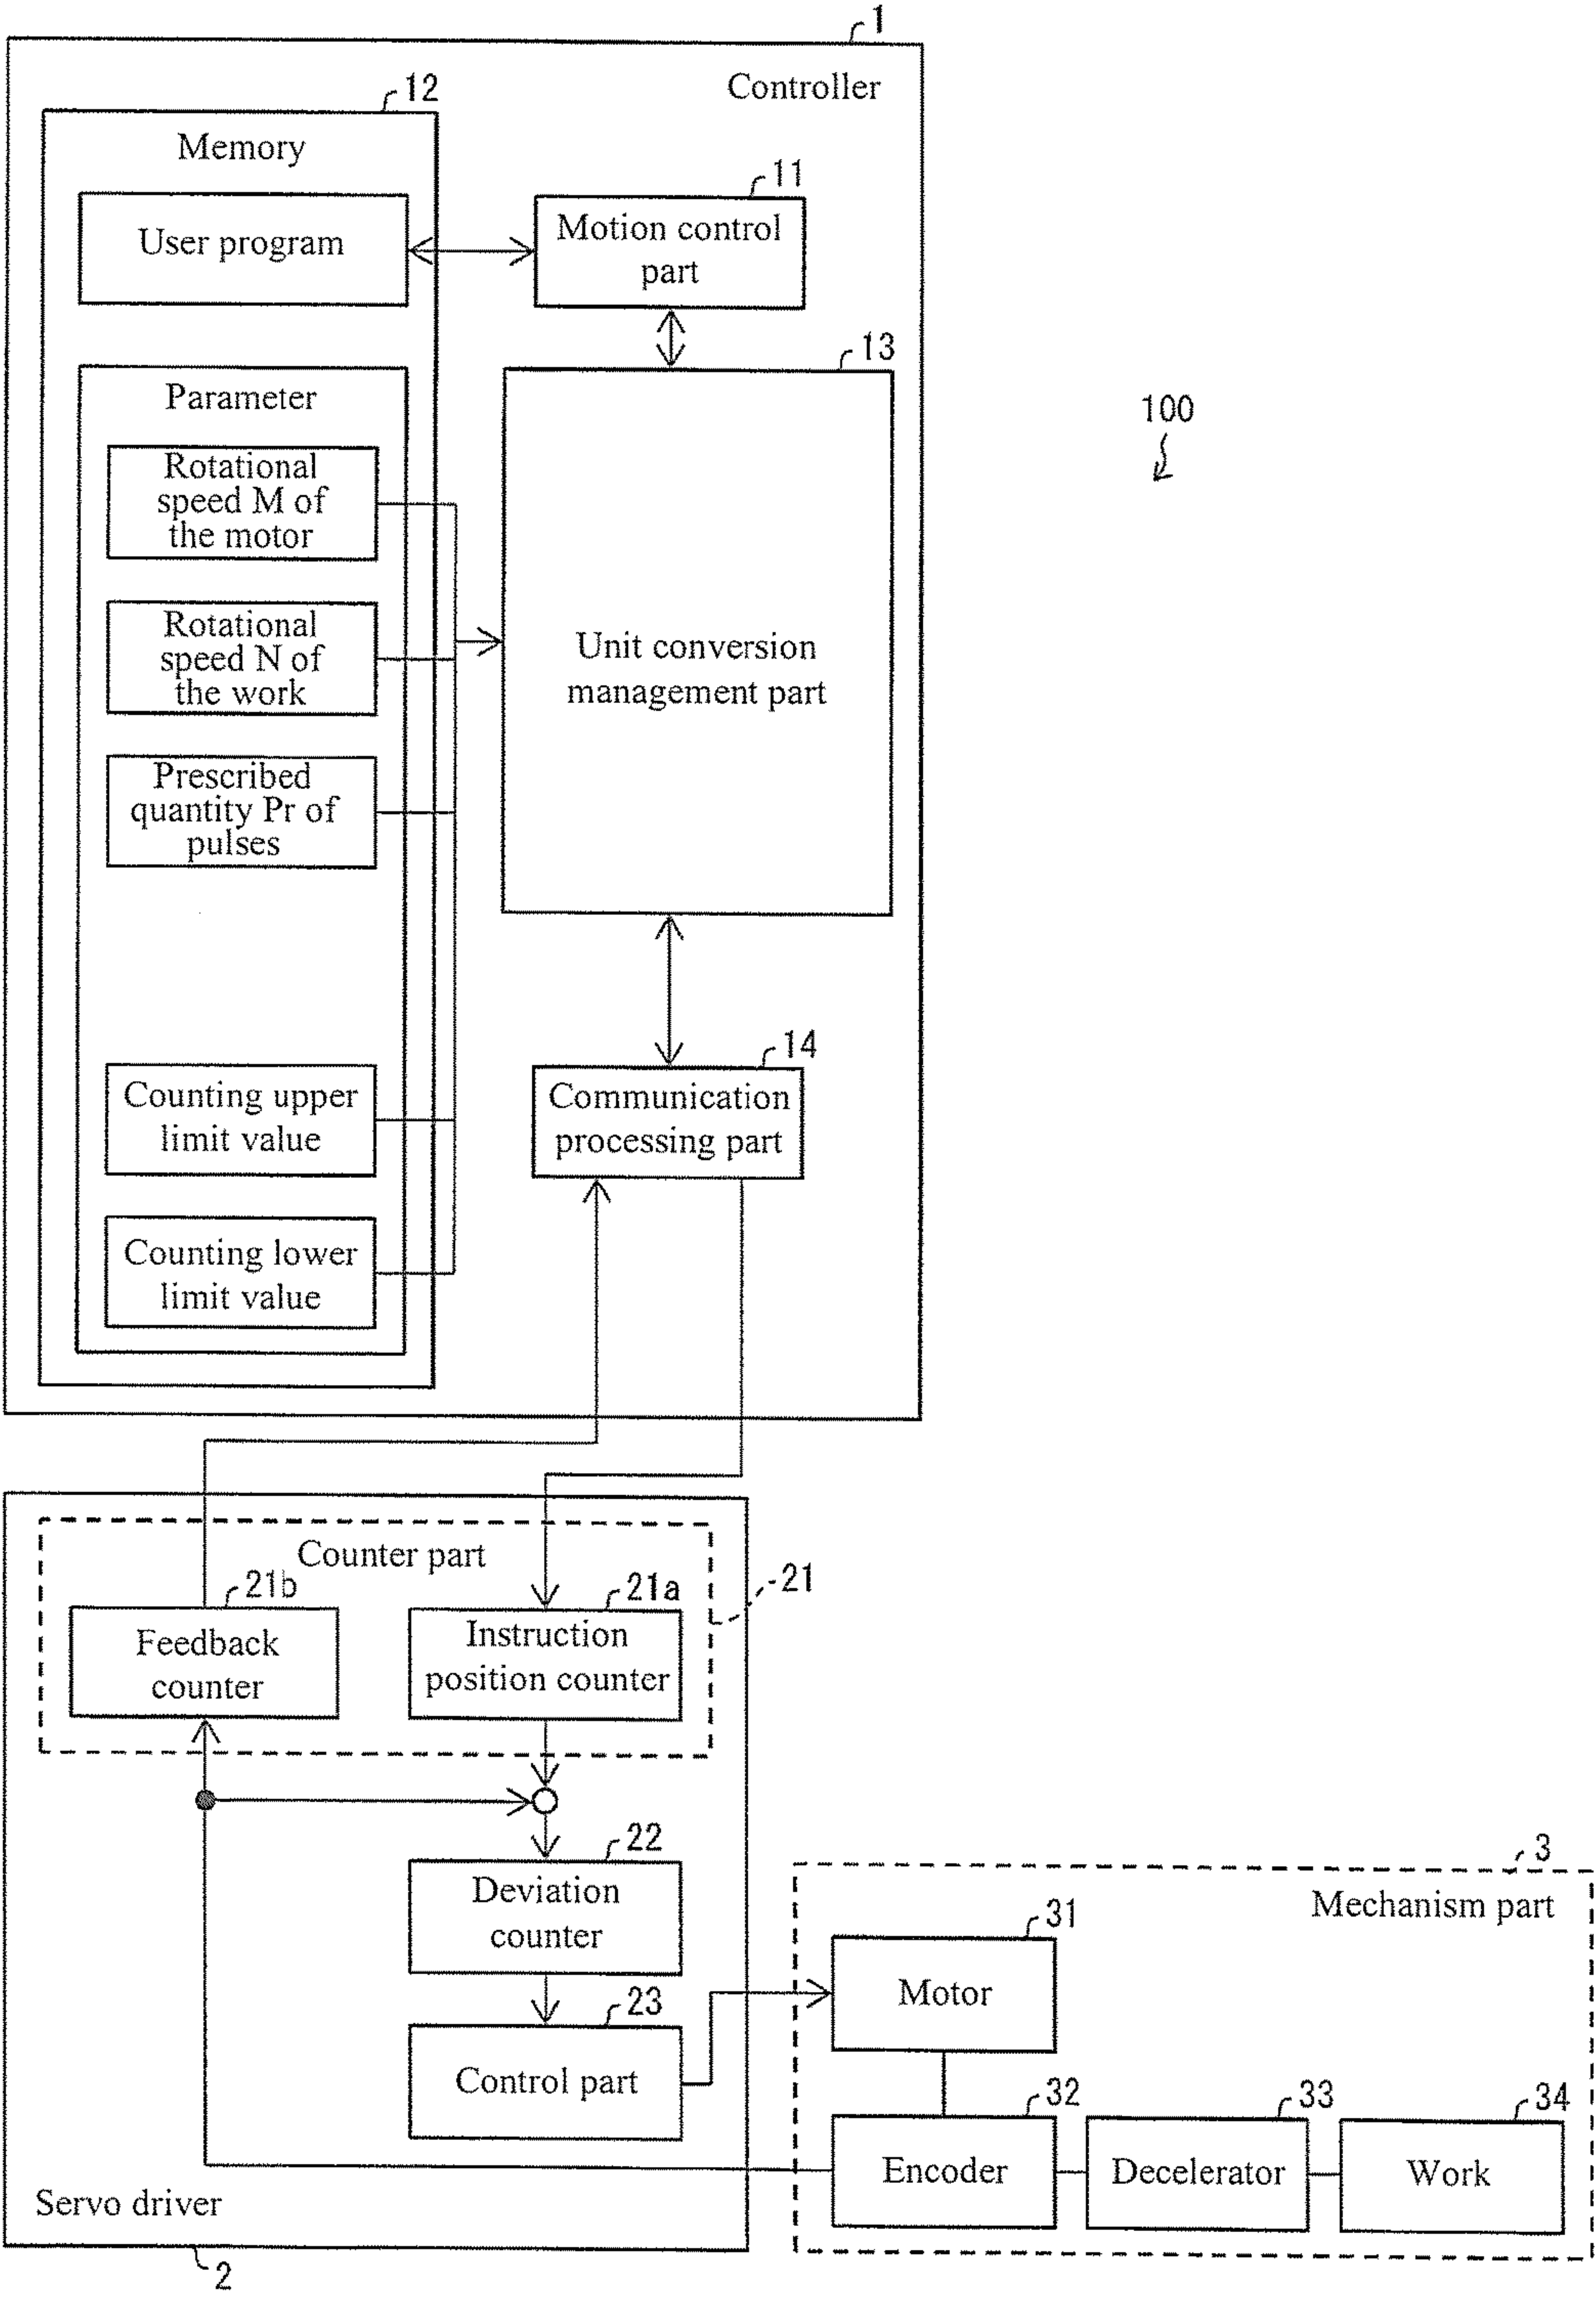 1
Controller
12
Memory
11
User program
Motion control
part
13
Parameter
100
Rotational
speed M of
the motor
Rotational
speed N of
the work
Unit conversion
management part
Prescribed
quantity Pr of
pulses
14
Counting upper
limit value
Communication
processing part
Counting lower
limit value
Counter part
21
21b
21a
Feedback
counter
Instruction
position counter
22
Deviation
counter
3
Mechanism part
31
Motor
23
Control part
32
33
34
Encoder
Decelerator
Work
Servo driver
2